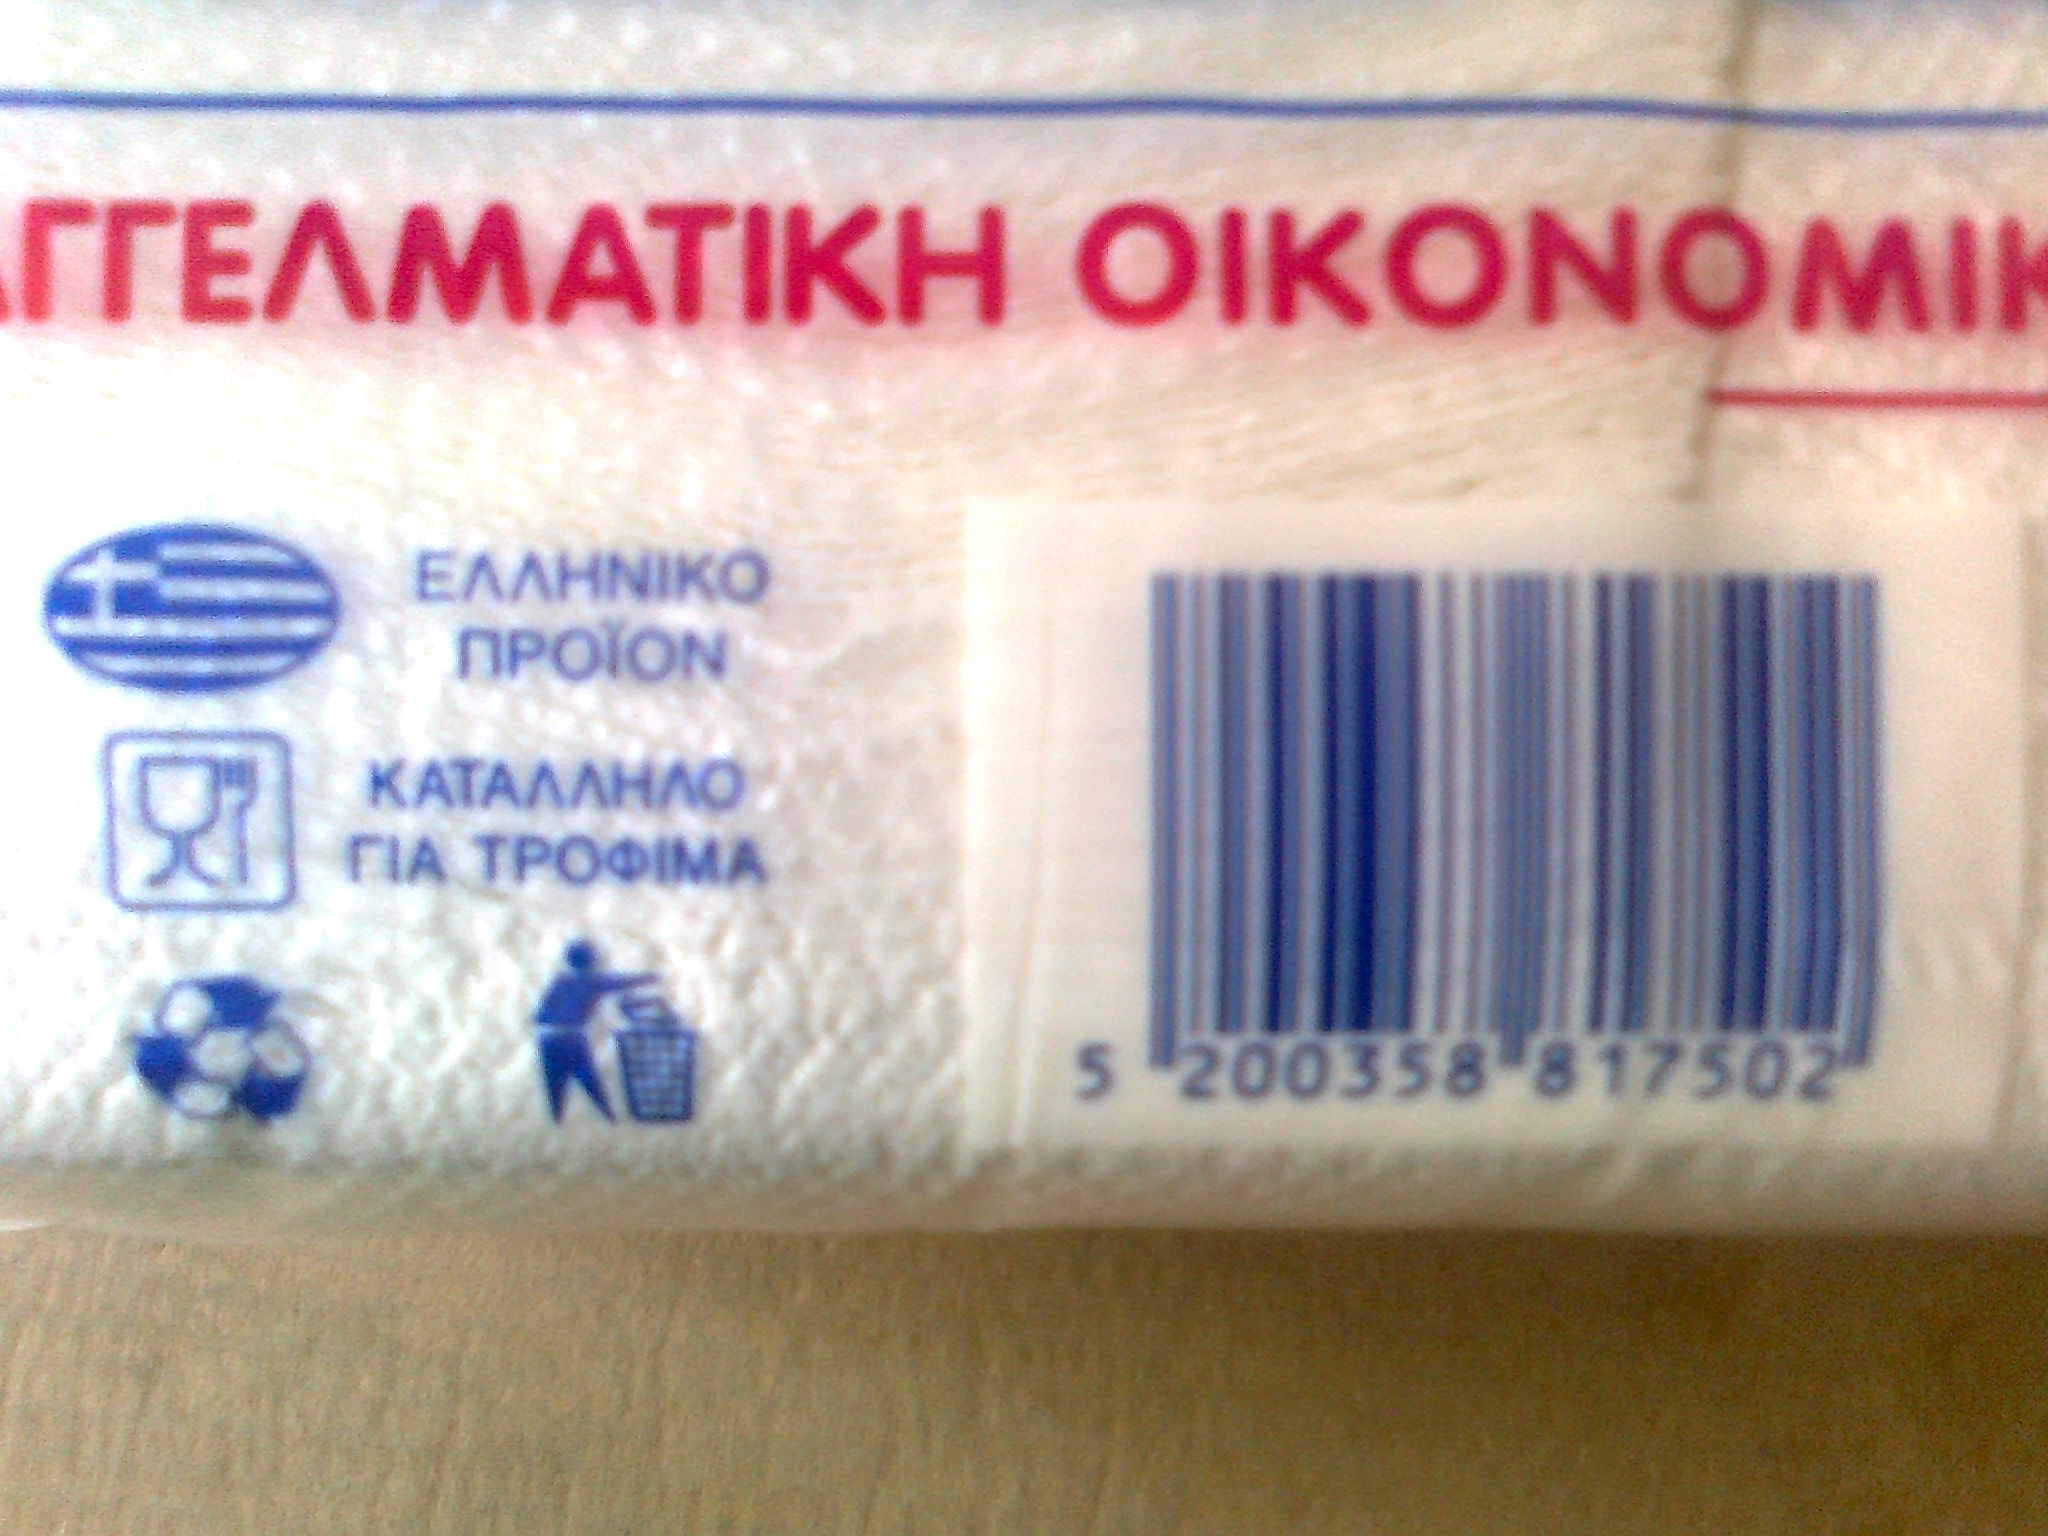 ΑΓΓΕΛΜΑΤΙΚΗ ΟΙΚΟΝΟΜΙΚ
ΕΛΛΗΝΙΚΟ
ΠΡΟΪΟΝ
ΚΑΤΑΛΛΗΛΟ
ΓΙΑ ΤΡΟΦΙΜΑ
5 200358 817502